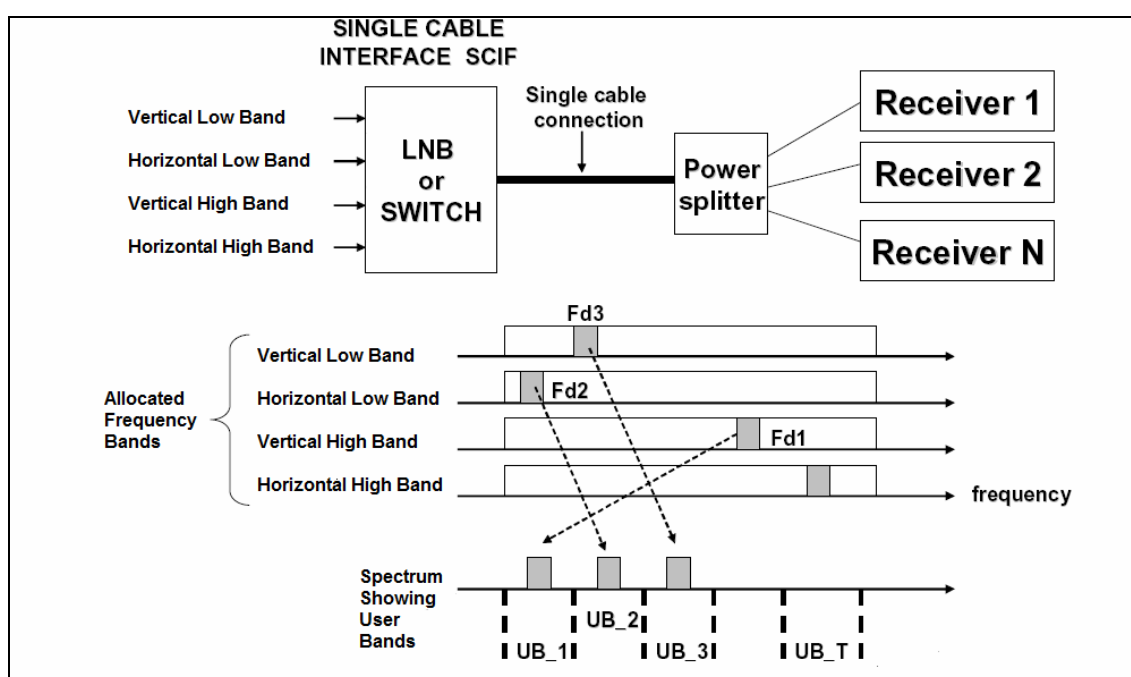 SINGLE CABLE
INTERFACE SCIF
Vertical Low Band
Horizontal Low Band
Vertical High Band
Horizontal High Band
LNB
or
SWITCH
Single cable
connection
Power
splitter
Receiver 1
Receiver 2
Receiver N
Fd3
Vertical Low Band
Fd2
Horizontal Low Band
Allocated
Frequency
Bands
Vertical High Band
Fd1
Horizontal High Band
frequency
Spectrum
Showing
User
Bands
UB_1
UB_2
UB_3
UB_T